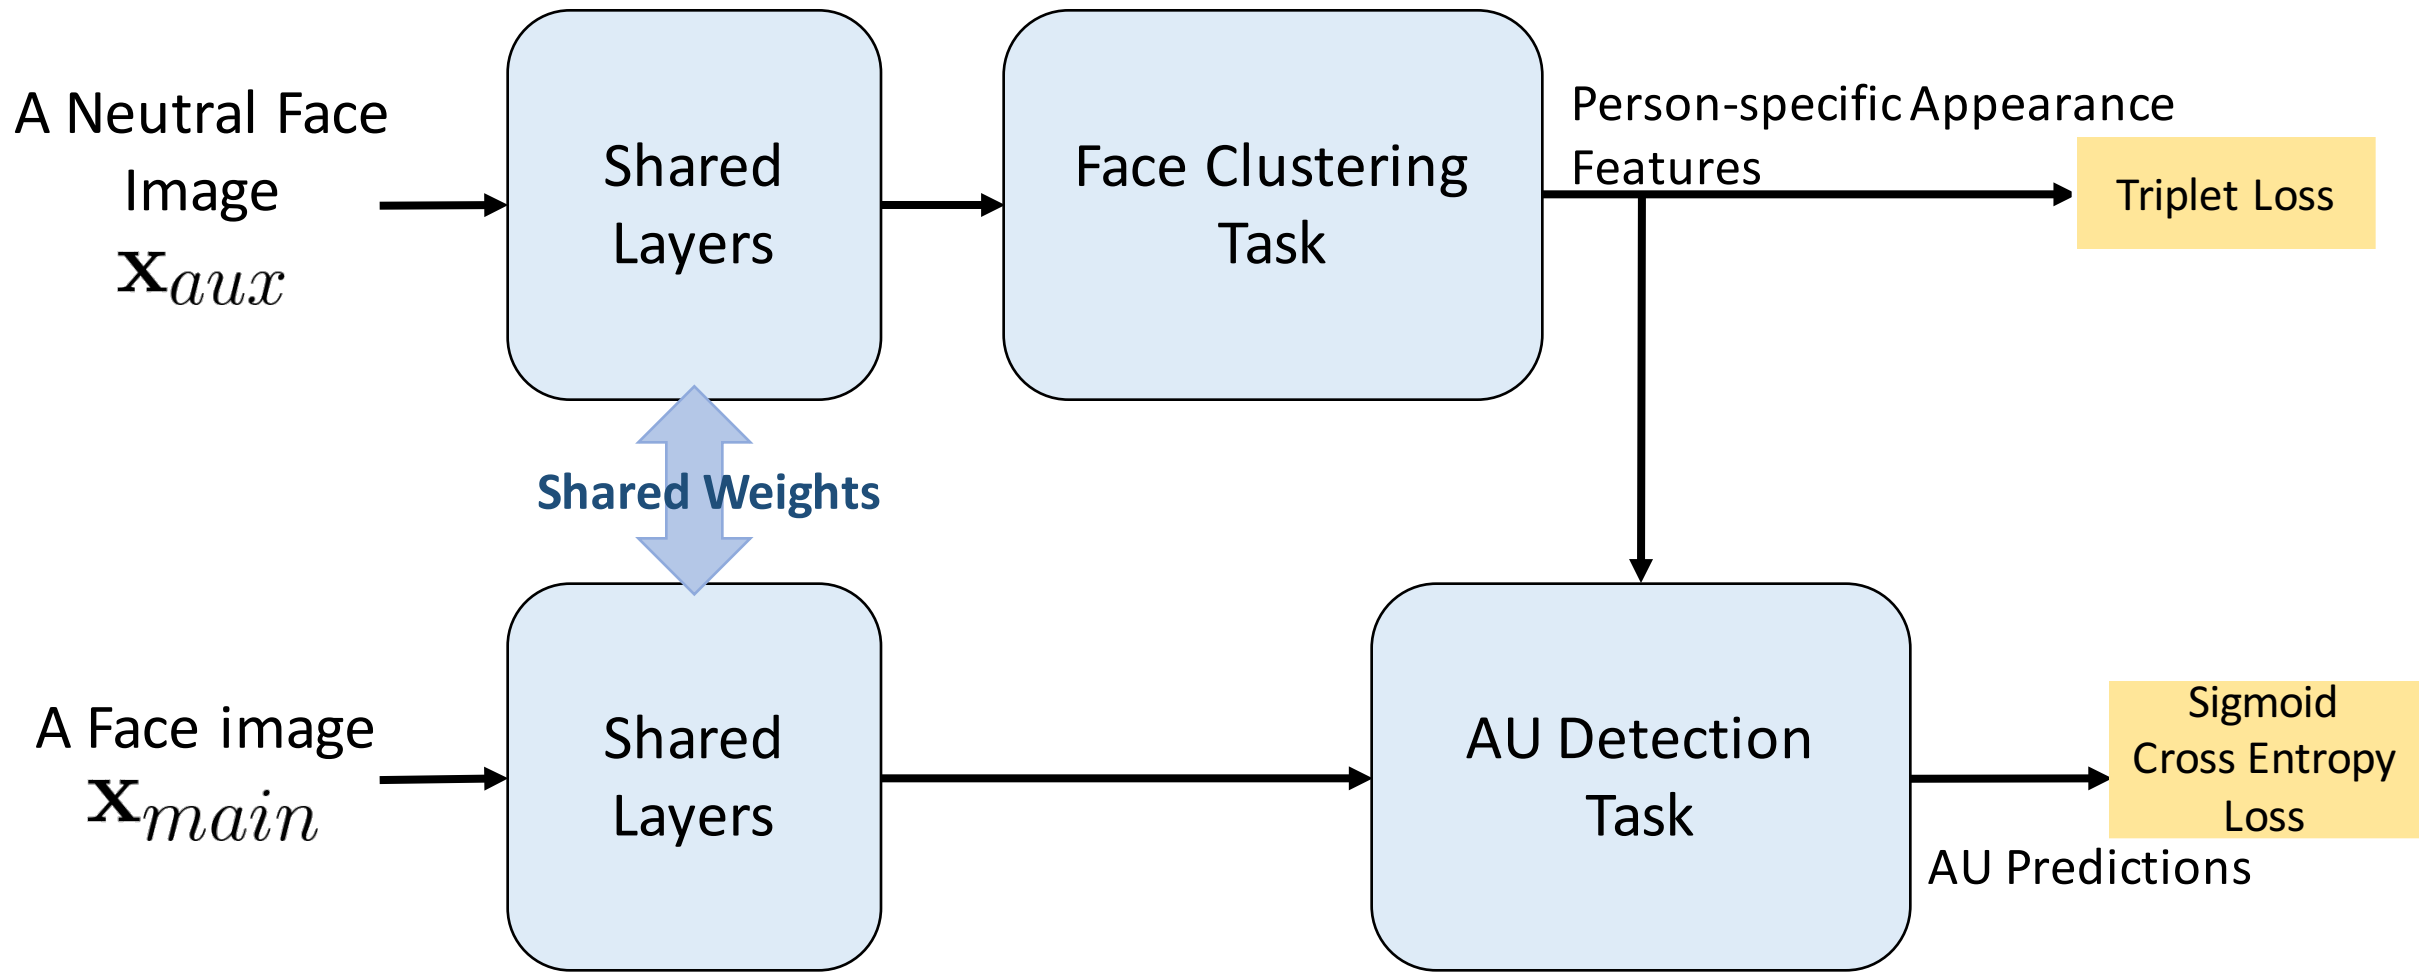 A Neutral Face
Image
x_aux
Shared
Layers
Face Clustering
Task
Person-specific Appearance
Features
Triplet Loss
Shared Weights
A Face image
x_main
Shared
Layers
AU Detection
Task
Sigmoid
Cross Entropy
Loss
AU Predictions